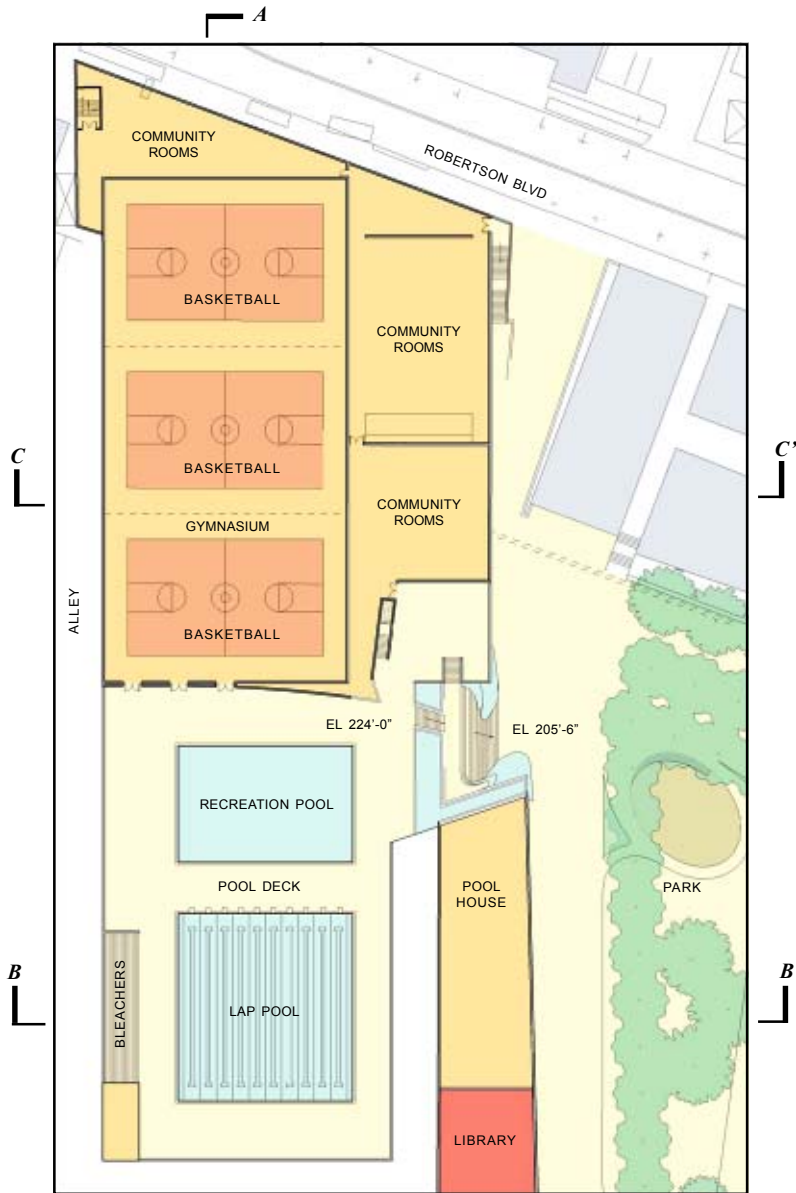 A
COMMUNITY
ROOMS
ROBERTSON BLVD
BASKETBALL
COMMUNITY
ROOMS
C
C'
BASKETBALL
COMMUNITY
ROOMS
GYMNASIUM
ALLEY
BASKETBALL
EL 224'-0"
EL 205'-6"
RECREATION POOL
POOL DECK
POOL
HOUSE
PARK
B
B
BLEACHERS
LAP POOL
LIBRARY